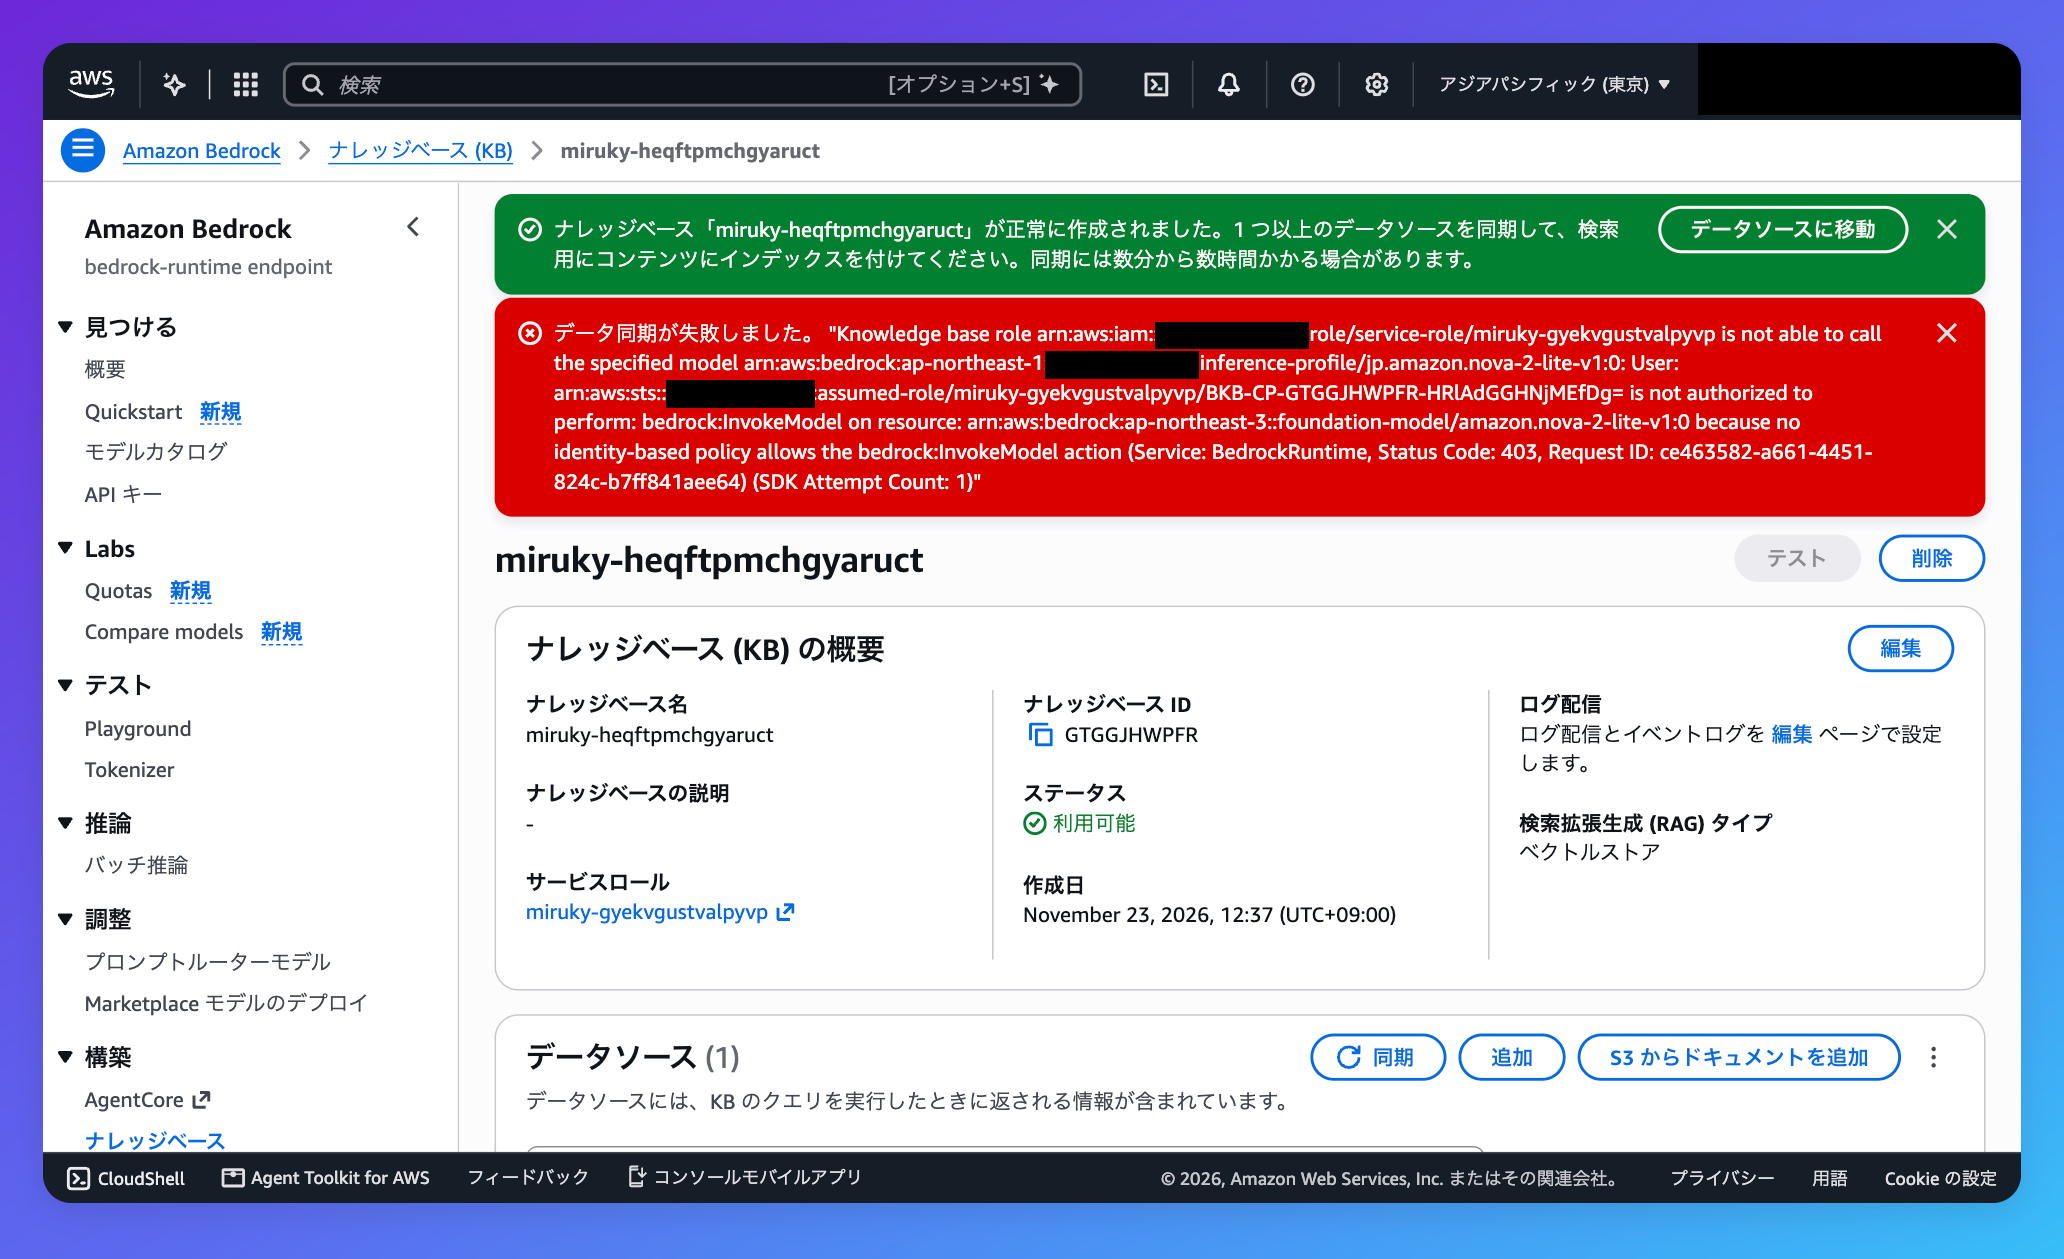 aws
検索
[オプション+S]
アジアパシフィック (東京) ▼
Amazon Bedrock
ナレッジベース (KB)
miruky-heqftpmchgyaruct
Amazon Bedrock
bedrock-runtime endpoint
見つける
概要
Quickstart 新規
モデルカタログ
API キー
Labs
Quotas 新規
Compare models 新規
テスト
Playground
Tokenizer
推論
バッチ推論
調整
プロンプトルーターモデル
Marketplace モデルのデプロイ
構築
AgentCore
ナレッジベース
ナレッジベース「miruky-heqftpmchgyaruct」が正常に作成されました。1 つ以上のデータソースを同期して、検索
用にコンテンツにインデックスを付けてください。同期には数分から数時間かかる場合があります。
データソースに移動
データ同期が失敗しました。 "Knowledge base role arn:aws:iam: role/service-role/miruky-gyekvgustvalpyvp is not able to call
the specified model arn:aws:bedrock:ap-northeast-1 inference-profile/jp.amazon.nova-2-lite-v1:0: User:
arn:aws:sts:: :assumed-role/miruky-gyekvgustvalpyvp/BKB-CP-GTGGJHWPFR-HRlAdGGHNjMEfDg= is not authorized to
perform: bedrock:InvokeModel on resource: arn:aws:bedrock:ap-northeast-3::foundation-model/amazon.nova-2-lite-v1:0 because no
identity-based policy allows the bedrock:InvokeModel action (Service: BedrockRuntime, Status Code: 403, Request ID: ce463582-a661-4451-
824c-b7ff841aee64) (SDK Attempt Count: 1)"
miruky-heqftpmchgyaruct
テスト
削除
ナレッジベース (KB) の概要
編集
ナレッジベース名
miruky-heqftpmchgyaruct
ナレッジベースの説明
-
サービスロール
miruky-gyekvgustvalpyvp
ナレッジベース ID
GTGGJHWPFR
ステータス
利用可能
作成日
November 23, 2026, 12:37 (UTC+09:00)
ログ配信
ログ配信とイベントログを 編集 ページで設定
します。
検索拡張生成 (RAG) タイプ
ベクトルストア
データソース (1)
同期
追加
S3 からドキュメントを追加
データソースには、KB のクエリを実行したときに返される情報が含まれています。
CloudShell
Agent Toolkit for AWS
フィードバック
コンソールモバイルアプリ
© 2026, Amazon Web Services, Inc. またはその関連会社。
プライバシー
用語
Cookie の設定